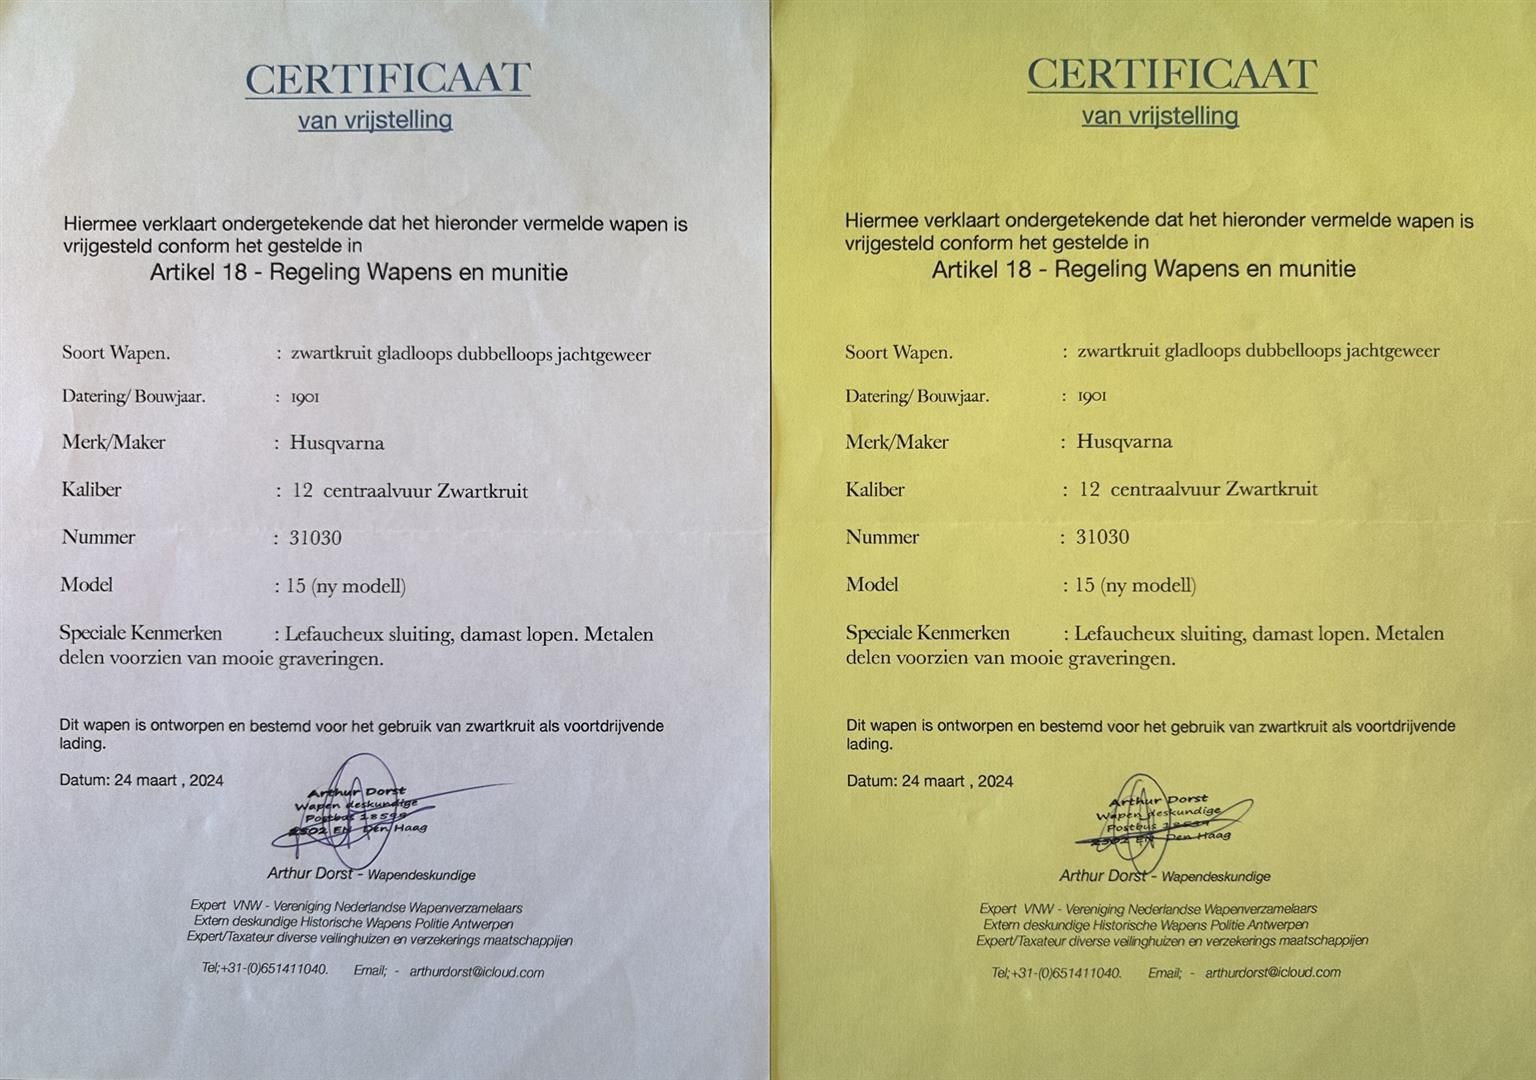 CERTIFICAAT
van vrijstelling
Hiermee verklaart ondergetekende dat het hieronder vermelde wapen is
vrijgesteld conform het gestelde in
Artikel 18 - Regeling Wapens en munitie
Soort Wapen. : zwartkruit gladloops dubbelloops jachtgeweer
Datering/ Bouwjaar. : 1901
Merk/Maker : Husqvarna
Kaliber : 12 centraalvuur Zwartkruit
Nummer : 31030
Model : 15 (ny modell)
Speciale Kenmerken : Lefaucheux sluiting, damast lopen. Metalen
delen voorzien van mooie graveringen.
Dit wapen is ontworpen en bestemd voor het gebruik van zwartkruit als voortdrijvende
lading.
Datum: 24 maart , 2024
Arthur Dorst
Wapen deskundige
Postbus 18599
2502 EN Den Haag
Arthur Dorst - Wapendeskundige
Expert VNW - Vereniging Nederlandse Wapenverzamelaars
Extern deskundige Historische Wapens Politie Antwerpen
Expert/Taxateur diverse veilinghuizen en verzekerings maatschappijen
Tel;+31-(0)651411040. Email; - arthurdorst@icloud.com
CERTIFICAAT
van vrijstelling
Hiermee verklaart ondergetekende dat het hieronder vermelde wapen is
vrijgesteld conform het gestelde in
Artikel 18 - Regeling Wapens en munitie
Soort Wapen. : zwartkruit gladloops dubbelloops jachtgeweer
Datering/ Bouwjaar. : 1901
Merk/Maker : Husqvarna
Kaliber : 12 centraalvuur Zwartkruit
Nummer : 31030
Model : 15 (ny modell)
Speciale Kenmerken : Lefaucheux sluiting, damast lopen. Metalen
delen voorzien van mooie graveringen.
Dit wapen is ontworpen en bestemd voor het gebruik van zwartkruit als voortdrijvende
lading.
Datum: 24 maart , 2024
Arthur Dorst
Wapen deskundige
Postbus 18599
2502 EN Den Haag
Arthur Dorst - Wapendeskundige
Expert VNW - Vereniging Nederlandse Wapenverzamelaars
Extern deskundige Historische Wapens Politie Antwerpen
Expert/Taxateur diverse veilinghuizen en verzekerings maatschappijen
Tel;+31-(0)651411040. Email; - arthurdorst@icloud.com